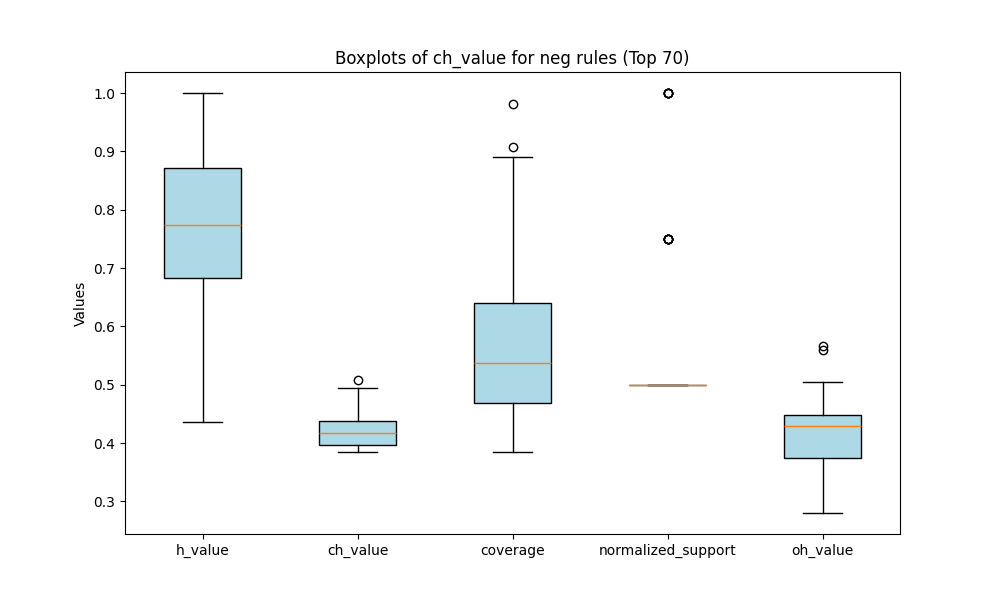 Boxplots of ch_value for neg rules (Top 70)
1.0
0.9
0.8
0.7
0.6
0.5
0.4
0.3
Values
h_value
ch_value
coverage
normalized_support
oh_value